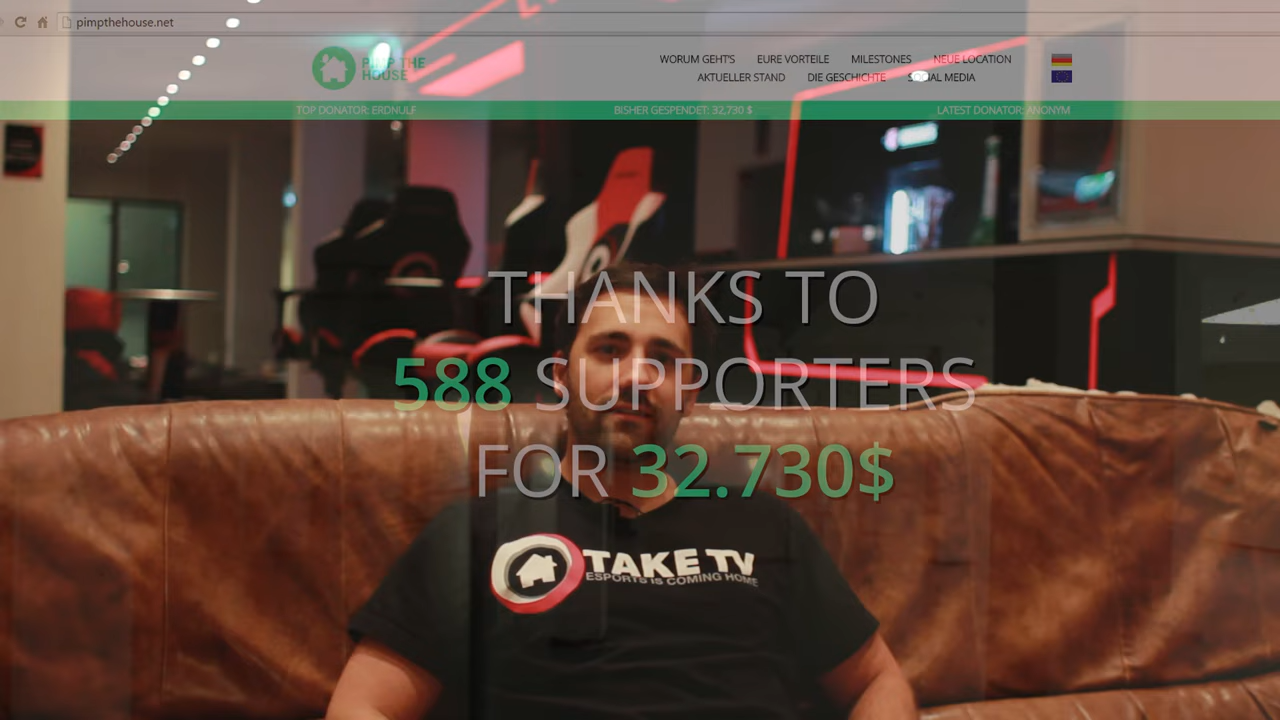 pimpthehouse.net
PIMP THE
HOUSE
WORUM GEHT'S EURE VORTEILE MILESTONES NEUE LOCATION
AKTUELLER STAND DIE GESCHICHTE SOCIAL MEDIA
TOP DONATOR: ERDNULF BISHER GESPENDET: 32,730 $ LATEST DONATOR: ANONYM
THANKS TO
588 SUPPORTERS
FOR 32.730$
TAKE TV
ESPORTS IS COMING HOME